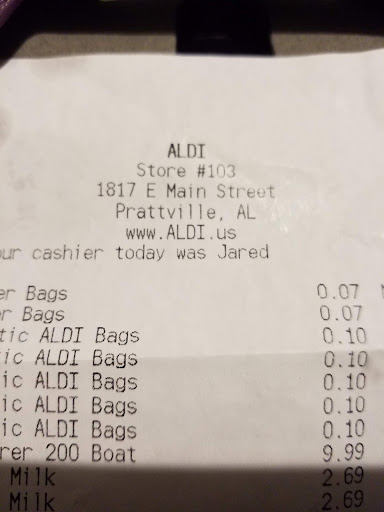 ALDI
Store #103
1817 E Main Street
Prattville, AL
www.ALDI.us
our cashier today was Jared
er Bags 0.07
er Bags 0.07
tic ALDI Bags 0.10
tic ALDI Bags 0.10
ic ALDI Bags 0.10
ic ALDI Bags 0.10
ic ALDI Bags 0.10
rer 200 Boat 9.99
Milk 2.69
Milk 2.69